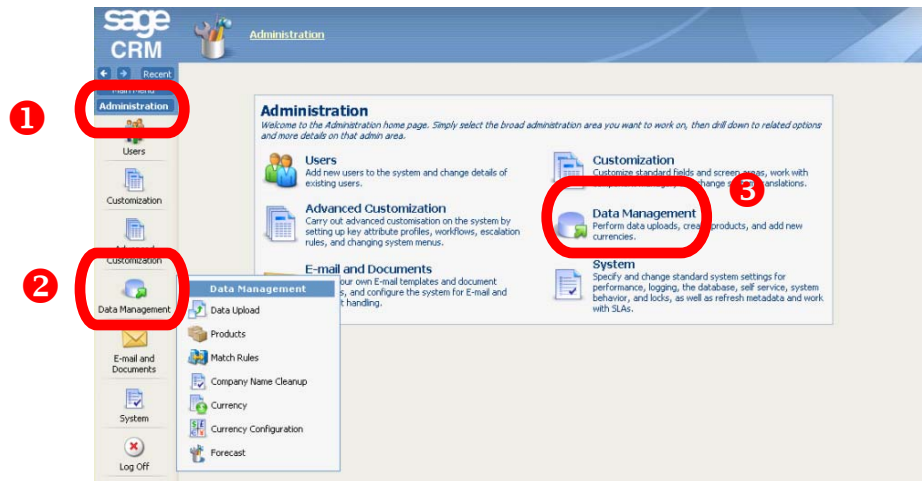 sage
CRM
Administration
Recent
Main Menu
1
Administration
Users
Customization
Advanced
Customization
2
Data Management
E-mail and
Documents
System
Log Off
Administration
Welcome to the Administration home page. Simply select the broad administration area you want to work on, then drill down to related options
and more details on that admin area.
Users
Add new users to the system and change details of
existing users.
Customization
Customize standard fields and screen areas, work with
change translations.
3
Advanced Customization
Carry out advanced customisation on the system by
setting up key attribute profiles, workflows, escalation
rules, and changing system menus.
Data Management
Perform data uploads, create products, and add new
currencies.
E-mail and Documents
our own E-mail templates and document
s, and configure the system for E-mail and
t handling.
System
Specify and change standard system settings for
performance, logging, the database, self service, system
behavior, and locks, as well as refresh metadata and work
with SLAs.
Data Management
Data Upload
Products
Match Rules
Company Name Cleanup
Currency
Currency Configuration
Forecast